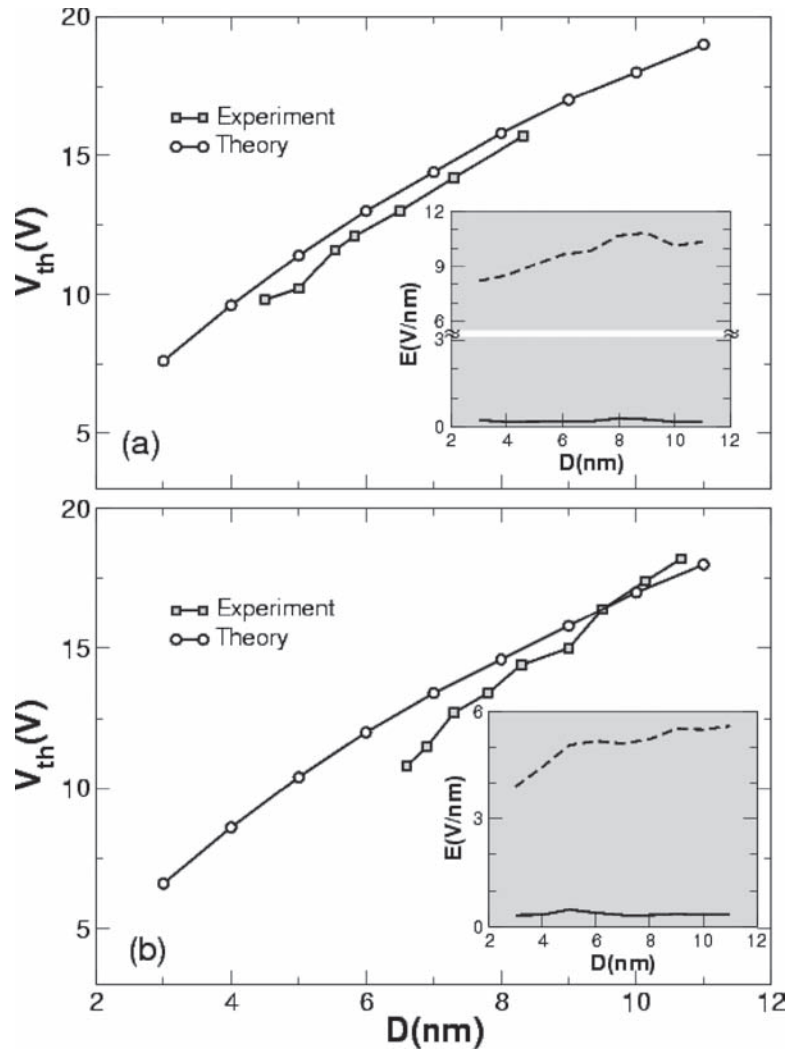 20
15
10
5
V_th(V)
Experiment
Theory
(a)
12
9
6
3
0
E(V/nm)
2 4 6 8 10 12
D(nm)
20
15
10
5
V_th(V)
Experiment
Theory
(b)
6
3
0
E(V/nm)
2 4 6 8 10 12
D(nm)
2 4 6 8 10 12
D(nm)